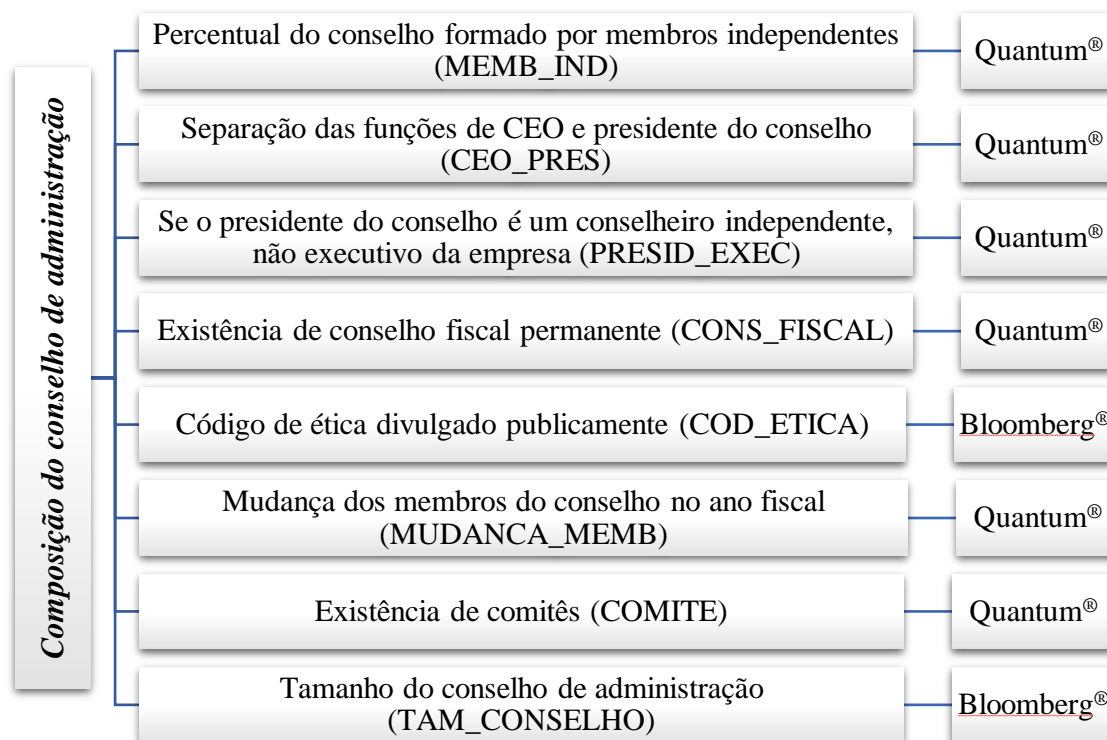 Composição do conselho de administração
Percentual do conselho formado por membros independentes
(MEMB_IND)
Quantum®
Separação das funções de CEO e presidente do conselho
(CEO_PRES)
Quantum®
Se o presidente do conselho é um conselheiro independente,
não executivo da empresa (PRESID_EXEC)
Quantum®
Existência de conselho fiscal permanente (CONS_FISCAL)
Quantum®
Código de ética divulgado publicamente (COD_ETICA)
Bloomberg®
Mudança dos membros do conselho no ano fiscal
(MUDANCA_MEMB)
Quantum®
Existência de comitês (COMITE)
Quantum®
Tamanho do conselho de administração
(TAM_CONSELHO)
Bloomberg®